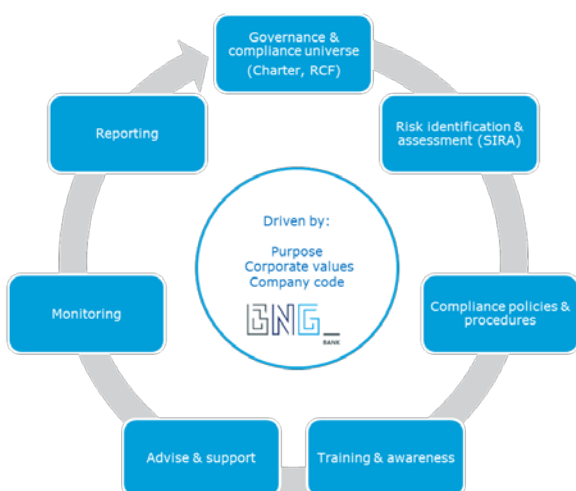 Governance &
compliance universe
(Charter, RCF)
Risk identification &
assessment (SIRA)
Compliance policies &
procedures
Training & awareness
Advise & support
Monitoring
Reporting
Driven by:
Purpose
Corporate values
Company code
BNG_
BANK